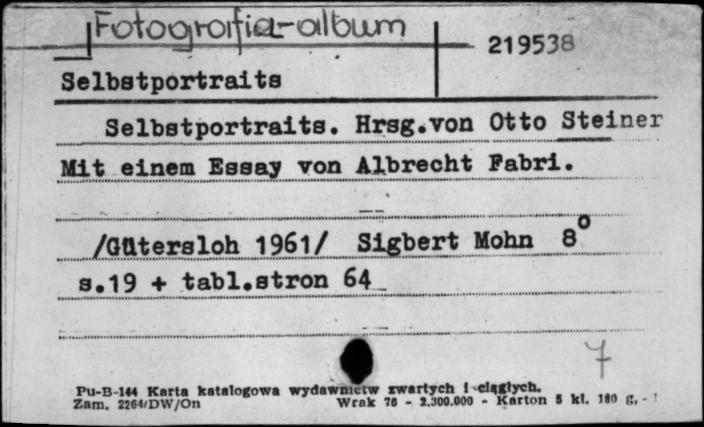 Fotografia-album
219538
Selbstportraits
Selbstportraits. Hrsg.von Otto Steiner
Mit einem Essay von Albrecht Fabri.
/Gütersloh 1961/ Sigbert Mohn 8º
s.19 + tabl.stron 64
7
Pu-B-144 Karta katalogowa wydawnictw zwartych i ciągłych.
Zam. 2264/DW/On Wrak 76 - 2.300.000 - Karton 5 kl. 180 g. -